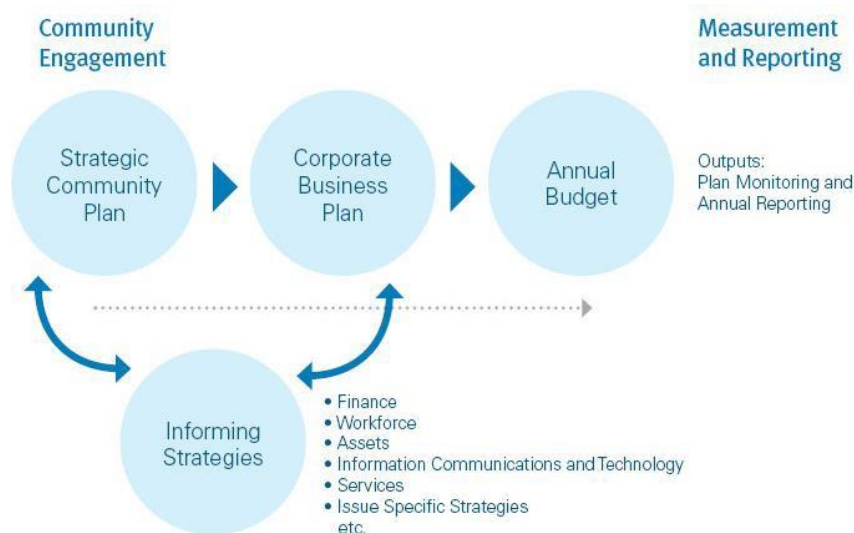 Community
Engagement
Measurement
and Reporting
Strategic
Community
Plan
Corporate
Business
Plan
Annual
Budget
Outputs:
Plan Monitoring and
Annual Reporting
Informing
Strategies
• Finance
• Workforce
• Assets
• Information Communications and Technology
• Services
• Issue Specific Strategies
etc.